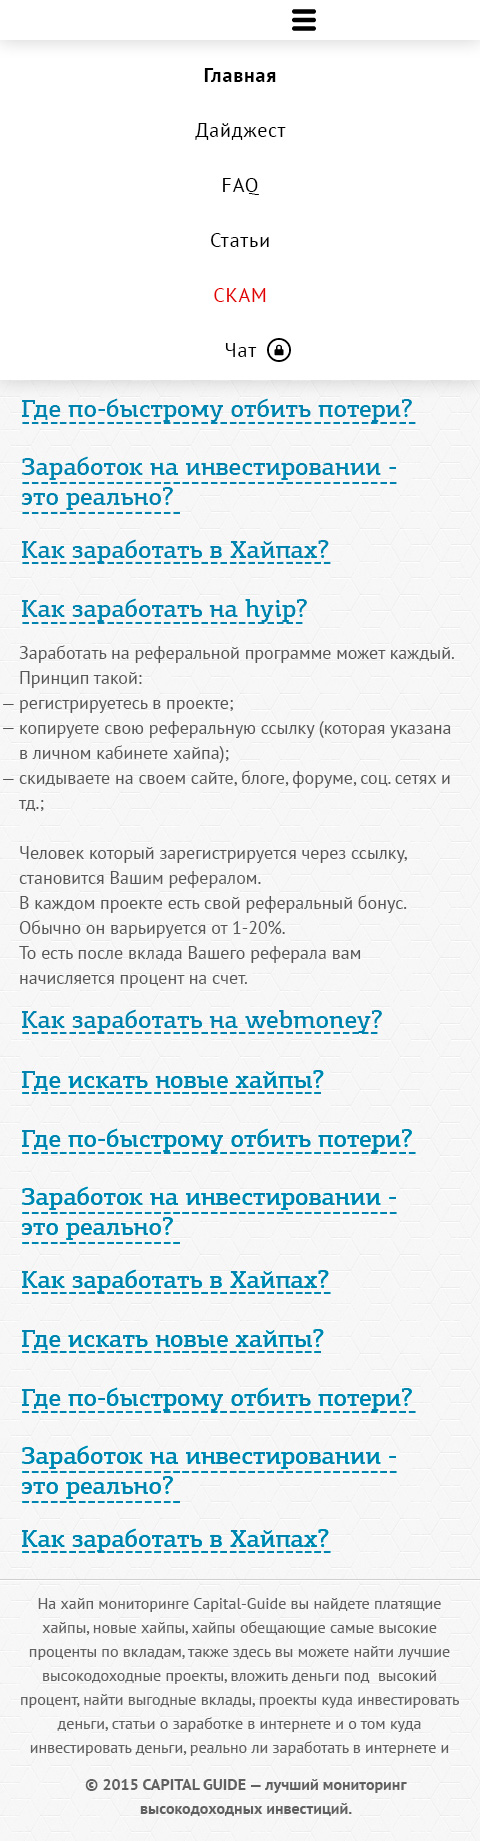 Главная
Дайджест
FAQ
Статьи
СКАМ
Чат
Где по-быстрому отбить потери?
Заработок на инвестировании -
это реально?
Как заработать в Хайпах?
Как заработать на hyip?
Заработать на реферальной программе может каждый.
Принцип такой:
— регистрируетесь в проекте;
— копируете свою реферальную ссылку (которая указана
в личном кабинете хайпа);
— скидываете на своем сайте, блоге, форуме, соц. сетях и
тд.;
Человек который зарегистрируется через ссылку,
становится Вашим рефералом.
В каждом проекте есть свой реферальный бонус.
Обычно он варьируется от 1-20%.
То есть после вклада Вашего реферала вам
начисляется процент на счет.
Как заработать на webmoney?
Где искать новые хайпы?
Где по-быстрому отбить потери?
Заработок на инвестировании -
это реально?
Как заработать в Хайпах?
Где искать новые хайпы?
Где по-быстрому отбить потери?
Заработок на инвестировании -
это реально?
Как заработать в Хайпах?
На хайп мониторинге Capital-Guide вы найдете платящие
хайпы, новые хайпы, хайпы обещающие самые высокие
проценты по вкладам, также здесь вы можете найти лучшие
высокодоходные проекты, вложить деньги под высокий
процент, найти выгодные вклады, проекты куда инвестировать
деньги, статьи о заработке в интернете и о том куда
инвестировать деньги, реально ли заработать в интернете и
© 2015 CAPITAL GUIDE — лучший мониторинг
высокодоходных инвестиций.